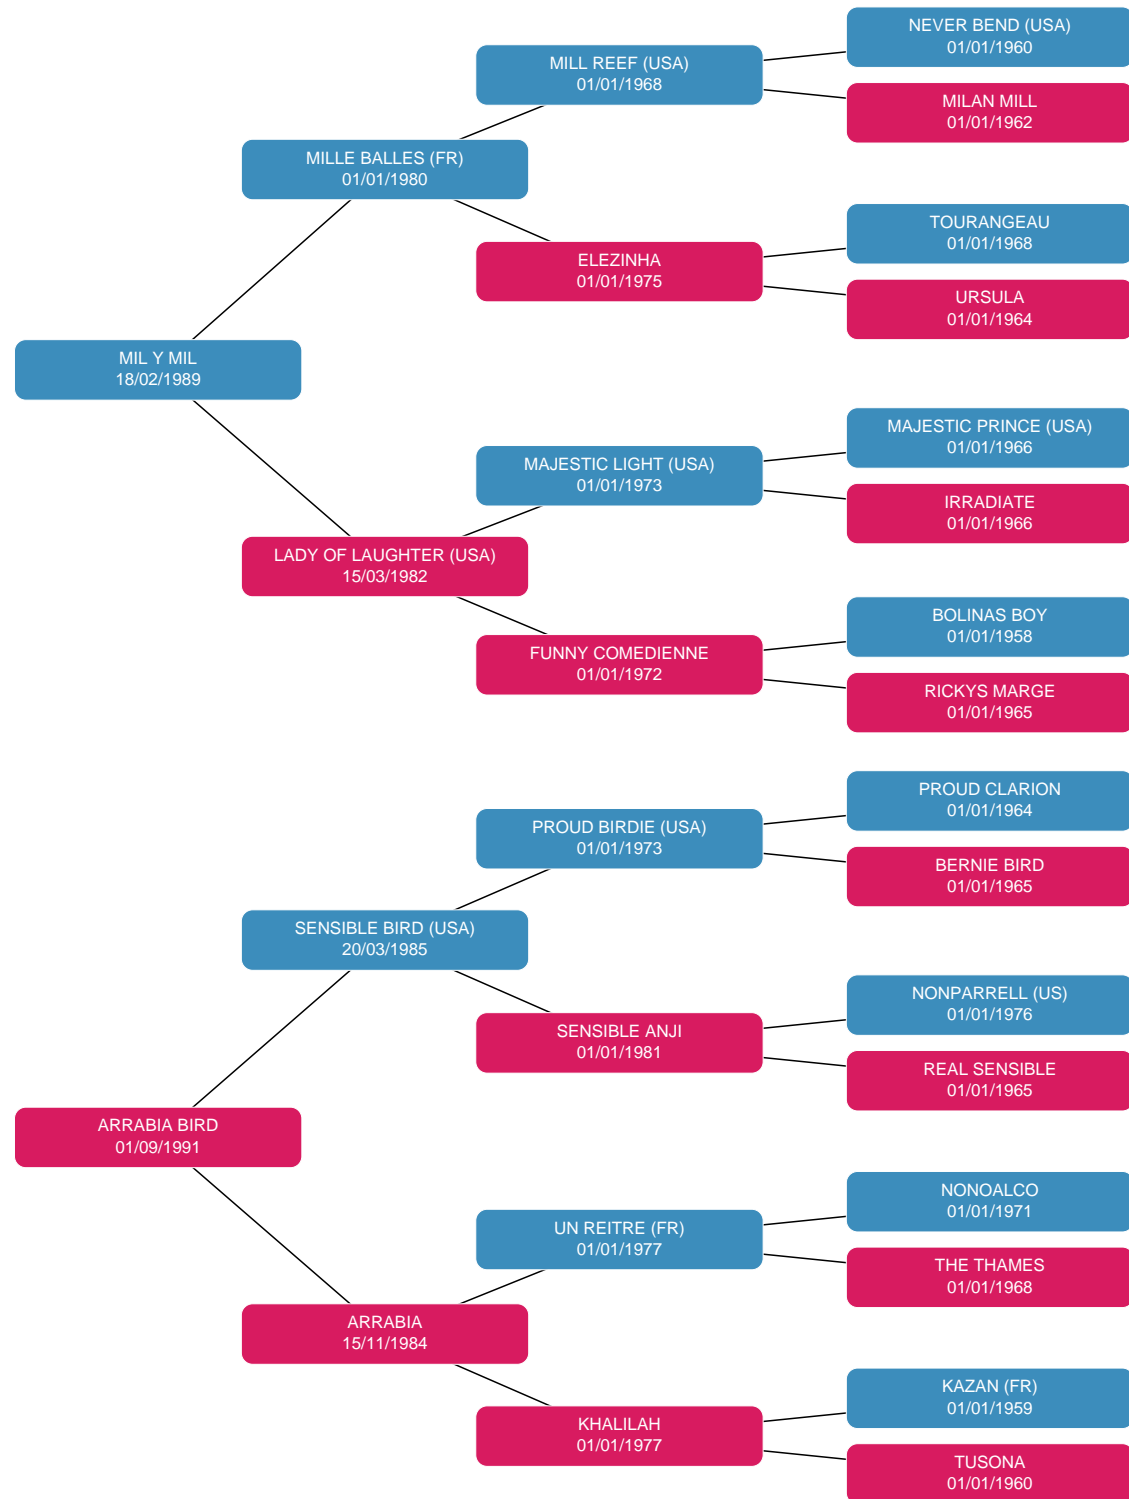 NEVER BEND (USA)
01/01/1960
MILL REEF (USA)
01/01/1968
MILAN MILL
01/01/1962
MILLE BALLES (FR)
01/01/1980
TOURANGEAU
01/01/1968
ELEZINHA
01/01/1975
URSULA
01/01/1964
MIL Y MIL
18/02/1989
MAJESTIC PRINCE (USA)
01/01/1966
MAJESTIC LIGHT (USA)
01/01/1973
IRRADIATE
01/01/1966
LADY OF LAUGHTER (USA)
15/03/1982
BOLINAS BOY
01/01/1958
FUNNY COMEDIENNE
01/01/1972
RICKYS MARGE
01/01/1965
PROUD CLARION
01/01/1964
PROUD BIRDIE (USA)
01/01/1973
BERNIE BIRD
01/01/1965
SENSIBLE BIRD (USA)
20/03/1985
NONPARRELL (US)
01/01/1976
SENSIBLE ANJI
01/01/1981
REAL SENSIBLE
01/01/1965
ARRABIA BIRD
01/09/1991
NONOALCO
01/01/1971
UN REITRE (FR)
01/01/1977
THE THAMES
01/01/1968
ARRABIA
15/11/1984
KAZAN (FR)
01/01/1959
KHALILAH
01/01/1977
TUSONA
01/01/1960